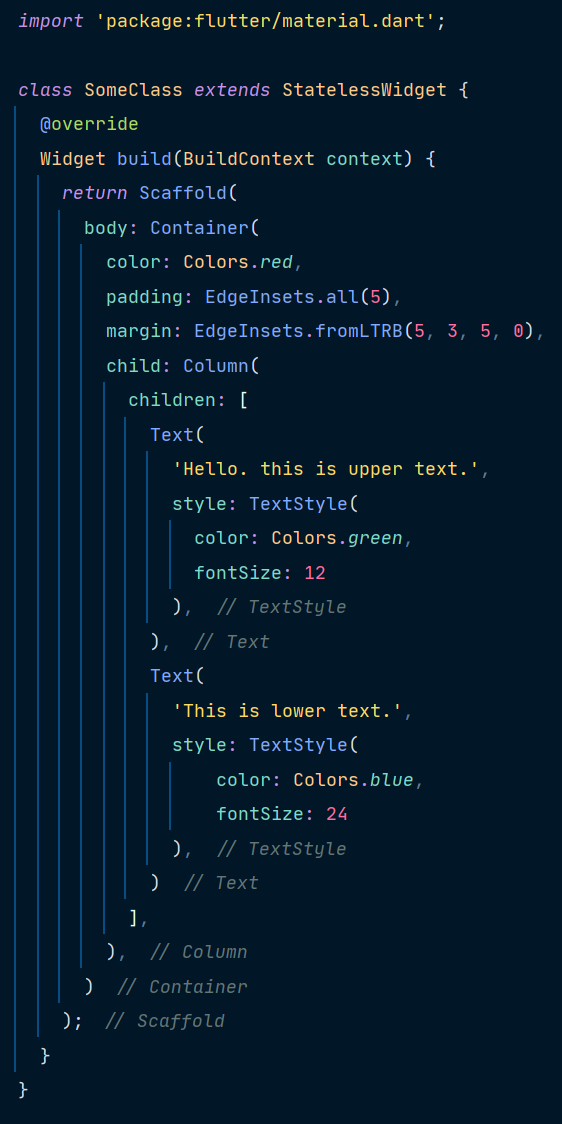 import 'package:flutter/material.dart';

class SomeClass extends StatelessWidget {
  @override
  Widget build(BuildContext context) {
    return Scaffold(
      body: Container(
        color: Colors.red,
        padding: EdgeInsets.all(5),
        margin: EdgeInsets.fromLTRB(5, 3, 5, 0),
        child: Column(
          children: [
            Text(
              'Hello. this is upper text.',
              style: TextStyle(
                color: Colors.green,
                fontSize: 12
              ),  // TextStyle
            ),  // Text
            Text(
              'This is lower text.',
              style: TextStyle(
                  color: Colors.blue,
                  fontSize: 24
              ),  // TextStyle
            )  // Text
          ],
        ),  // Column
      )  // Container
    );  // Scaffold
  }
}